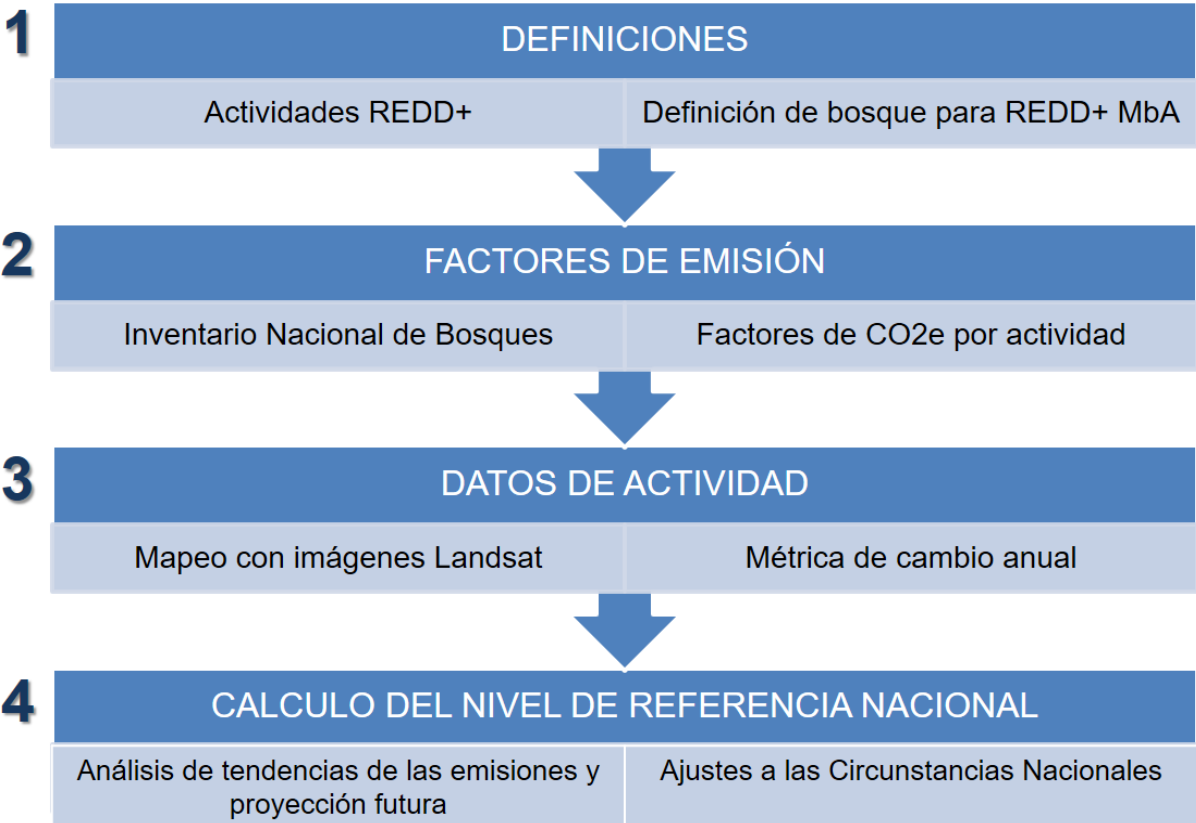 1
DEFINICIONES
Actividades REDD+
Definición de bosque para REDD+ MbA
2
FACTORES DE EMISIÓN
Inventario Nacional de Bosques
Factores de CO2e por actividad
3
DATOS DE ACTIVIDAD
Mapeo con imágenes Landsat
Métrica de cambio anual
4
CALCULO DEL NIVEL DE REFERENCIA NACIONAL
Análisis de tendencias de las emisiones y
proyección futura
Ajustes a las Circunstancias Nacionales